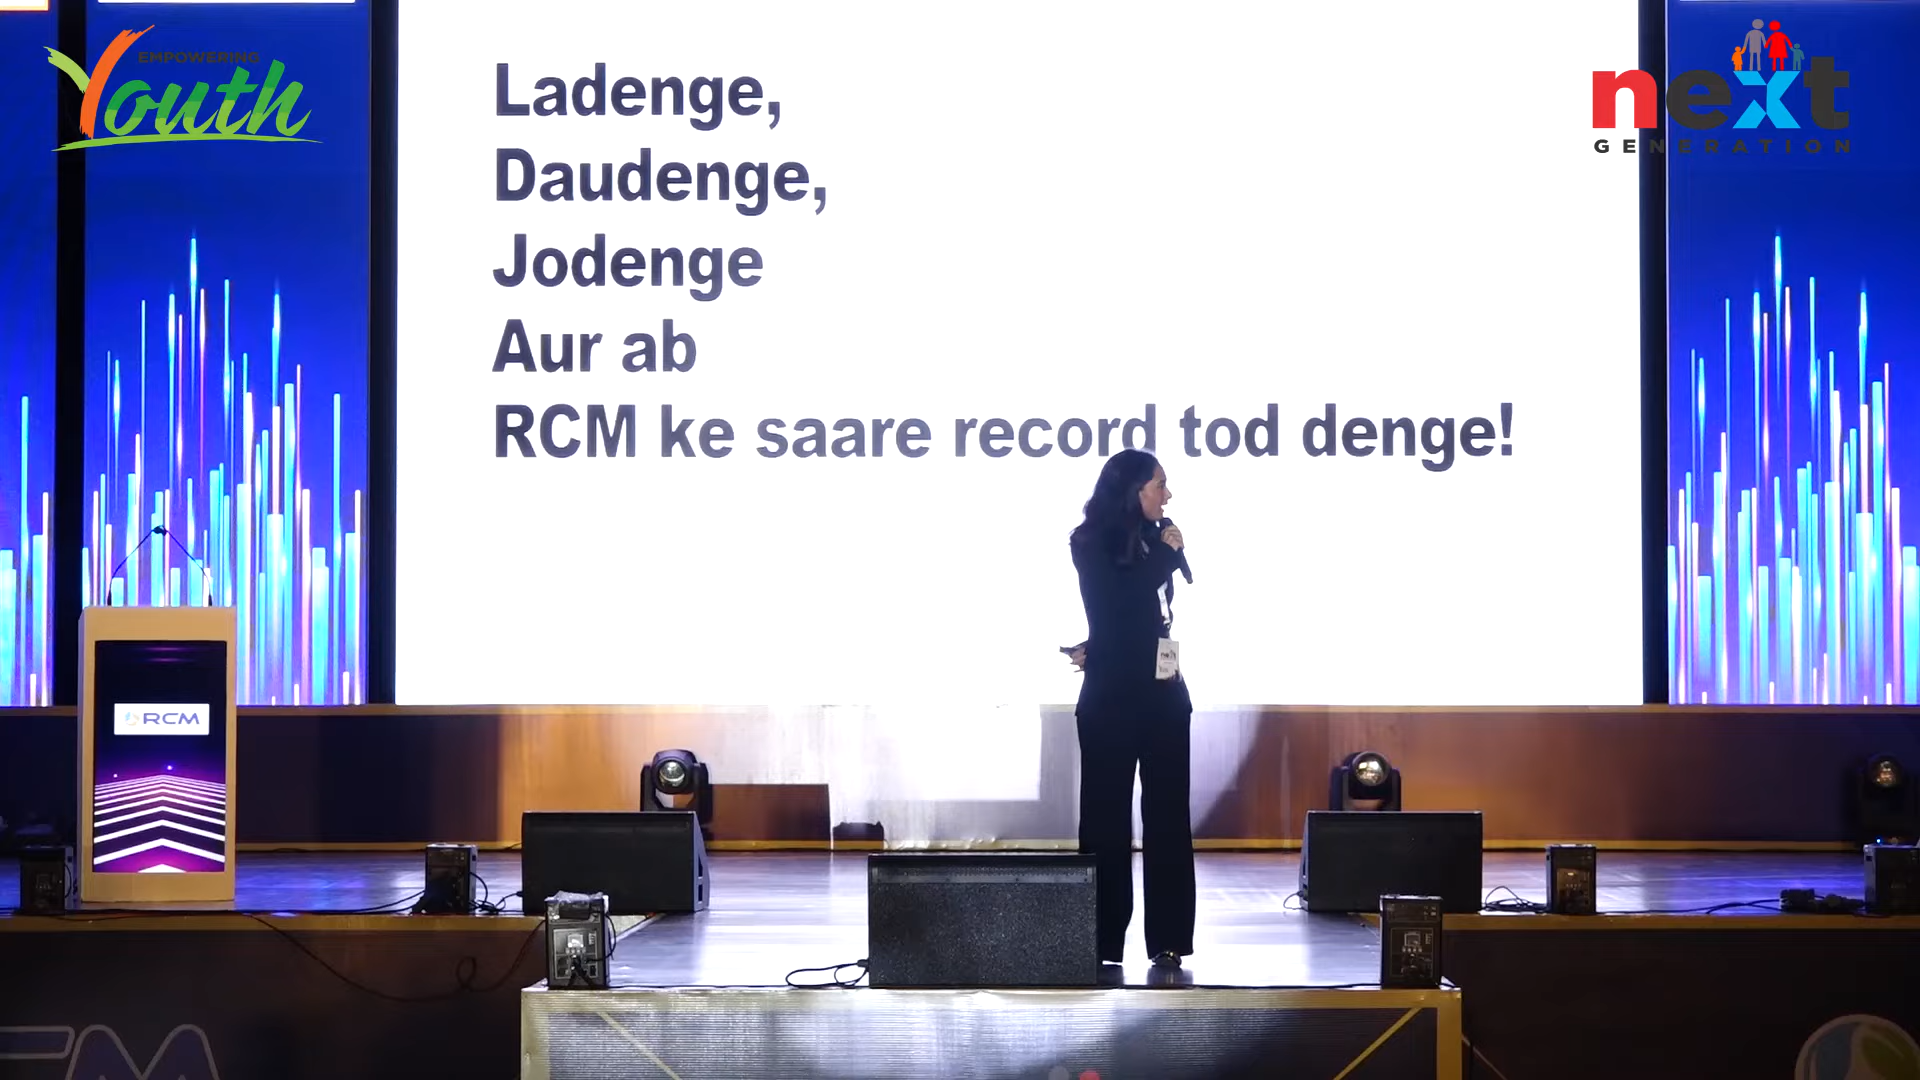 EMPOWERING
Youth
next
GENERATION
Ladenge,
Daudenge,
Jodenge
Aur ab
RCM ke saare record tod denge!
RCM